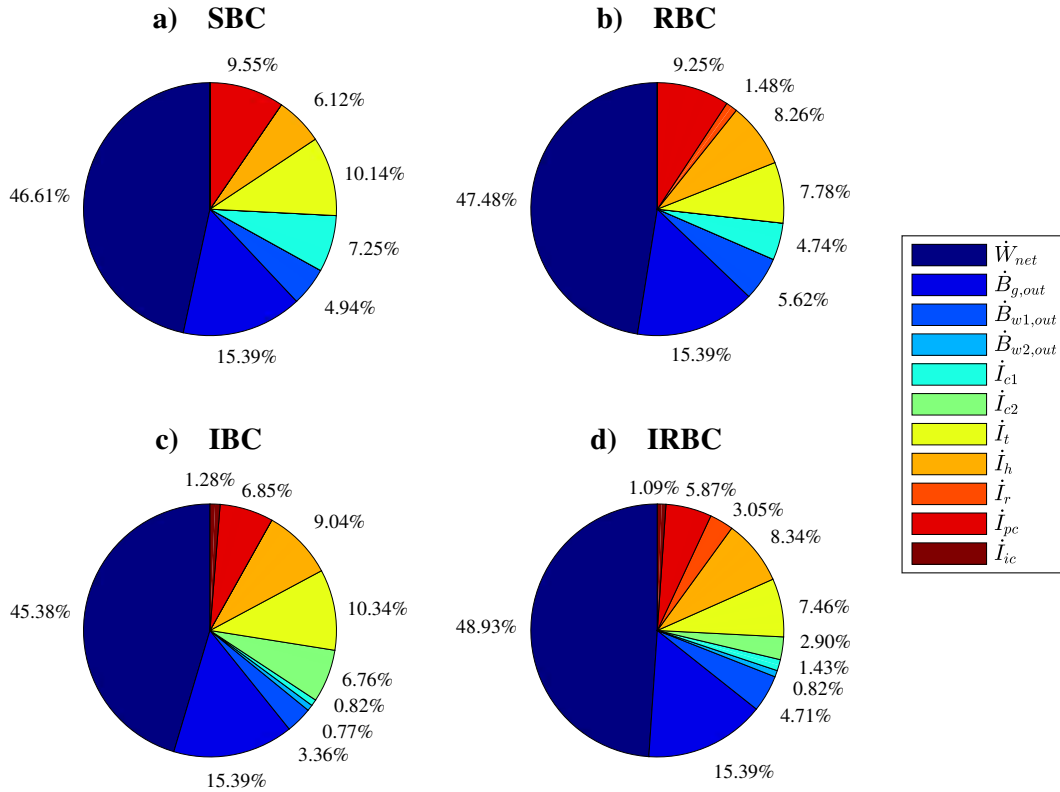 a) SBC
9.55%
6.12%
10.14%
7.25%
4.94%
15.39%
46.61%
b) RBC
9.25%
1.48%
8.26%
7.78%
4.74%
5.62%
15.39%
47.48%
c) IBC
1.28%
6.85%
9.04%
10.34%
6.76%
0.82%
0.77%
3.36%
15.39%
45.38%
d) IRBC
1.09%
5.87%
3.05%
8.34%
7.46%
2.90%
1.43%
0.82%
4.71%
15.39%
48.93%
Ẇ_net
Ḃ_g,out
Ḃ_w1,out
Ḃ_w2,out
İ_c1
İ_c2
İ_t
İ_h
İ_r
İ_pc
İ_ic